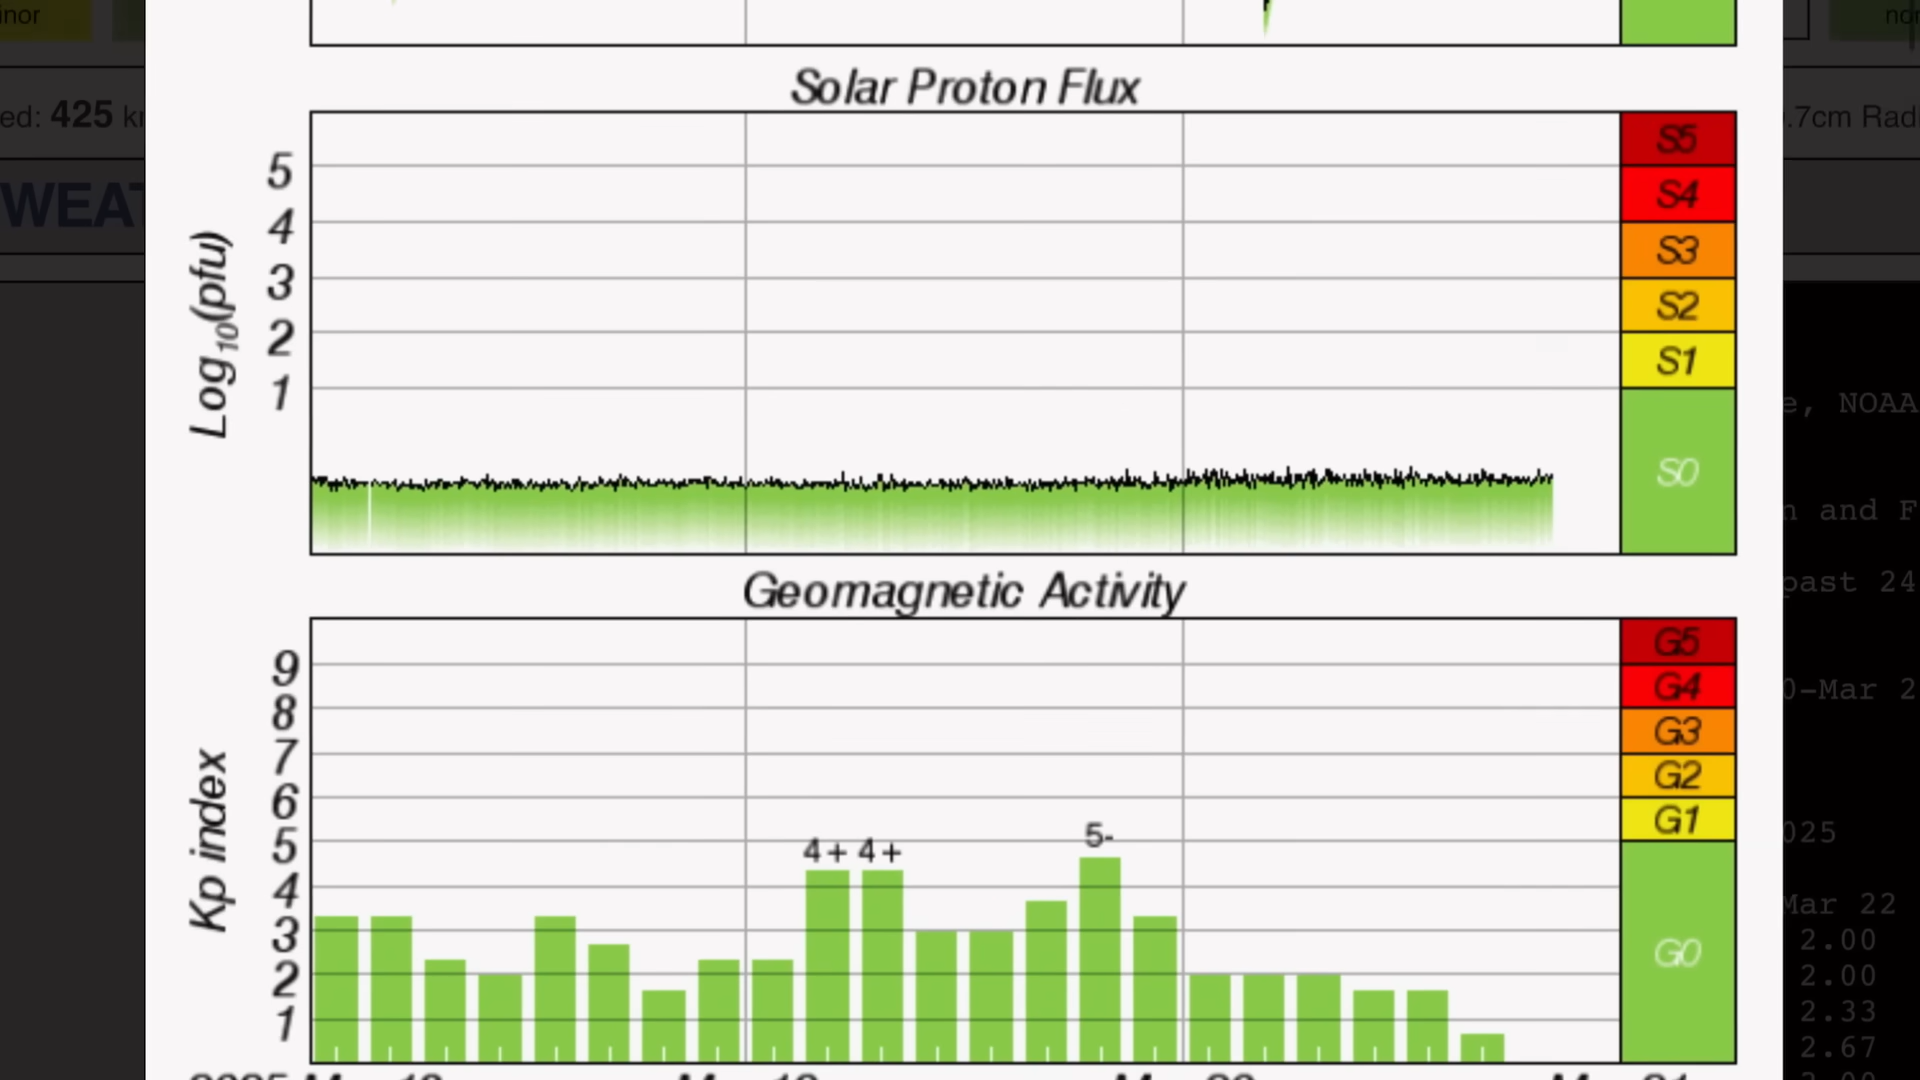 inor
nor
Solar Proton Flux
ed: 425 k
.7cm Rad
S5
5
S4
WEAT
4
S3
3
S2
2
S1
1
Log10(pfu)
e, NOAA
S0
n and F
past 24
Geomagnetic Activity
G5
9
G4
0-Mar 2
8
G3
7
G2
6
G1
025
5
5-
4+ 4+
4
Kp index
Mar 22
3
2.00
G0
2
2.00
1
2.33
2.67